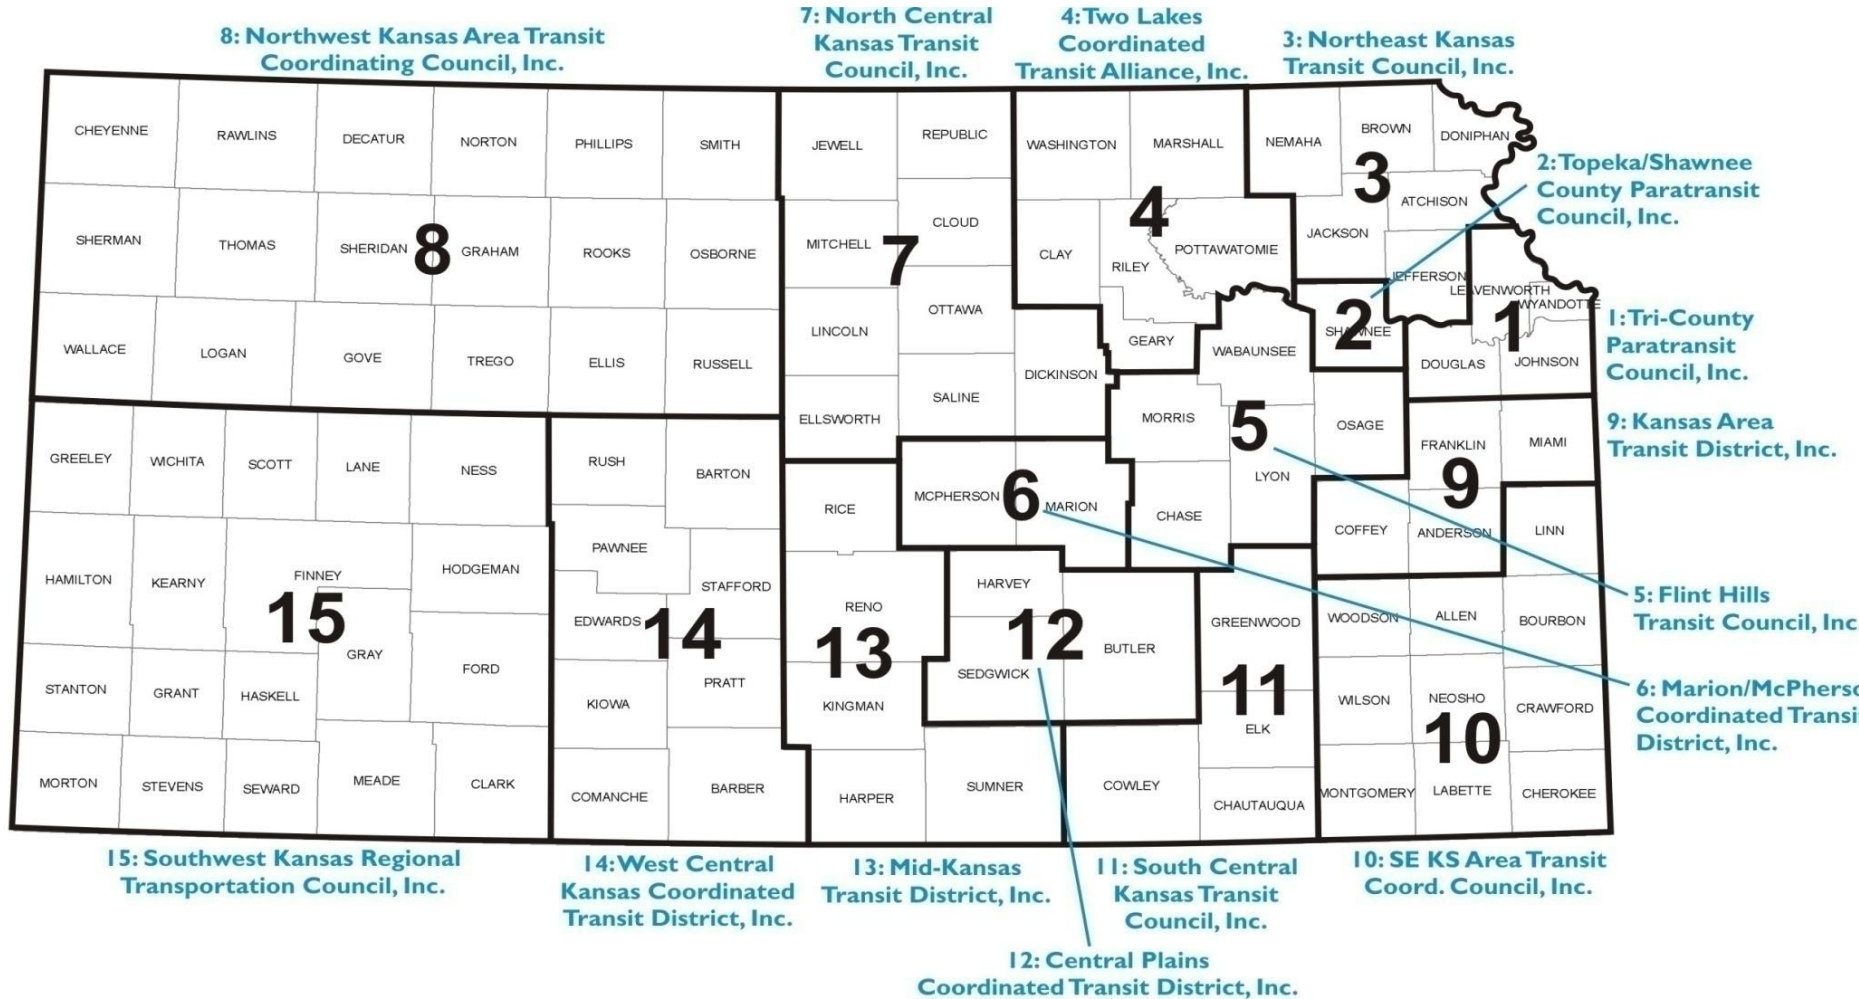 8: Northwest Kansas Area Transit
Coordinating Council, Inc.
7: North Central
Kansas Transit
Council, Inc.
4: Two Lakes
Coordinated
Transit Alliance, Inc.
3: Northeast Kansas
Transit Council, Inc.
2: Topeka/Shawnee
County Paratransit
Council, Inc.
1: Tri-County
Paratransit
Council, Inc.
9: Kansas Area
Transit District, Inc.
5: Flint Hills
Transit Council, Inc
6: Marion/McPherso
Coordinated Transi
District, Inc.
CHEYENNE
RAWLINS
DECATUR
NORTON
PHILLIPS
SMITH
SHERMAN
THOMAS
SHERIDAN
8
GRAHAM
ROOKS
OSBORNE
WALLACE
LOGAN
GOVE
TREGO
ELLIS
RUSSELL
JEWELL
REPUBLIC
MITCHELL
CLOUD
7
LINCOLN
OTTAWA
ELLSWORTH
SALINE
DICKINSON
WASHINGTON
MARSHALL
4
CLAY
RILEY
POTTAWATOMIE
GEARY
NEMAHA
BROWN
DONIPHAN
3
ATCHISON
JACKSON
JEFFERSON
SHAWNEE
2
LEAVENWORTH
WYANDOTTE
1
DOUGLAS
JOHNSON
WABAUNSEE
MORRIS
5
OSAGE
LYON
CHASE
FRANKLIN
MIAMI
9
COFFEY
ANDERSON
LINN
MCPHERSON
6
MARION
GREELEY
WICHITA
SCOTT
LANE
NESS
HAMILTON
KEARNY
FINNEY
HODGEMAN
15
GRAY
FORD
STANTON
GRANT
HASKELL
MORTON
STEVENS
SEWARD
MEADE
CLARK
RUSH
BARTON
PAWNEE
STAFFORD
EDWARDS
14
KIOWA
PRATT
COMANCHE
BARBER
RICE
RENO
13
KINGMAN
HARPER
SUMNER
HARVEY
12
SEDGWICK
BUTLER
GREENWOOD
11
ELK
COWLEY
CHAUTAUQUA
WOODSON
ALLEN
BOURBON
WILSON
NEOSHO
CRAWFORD
10
MONTGOMERY
LABETTE
CHEROKEE
15: Southwest Kansas Regional
Transportation Council, Inc.
14: West Central
Kansas Coordinated
Transit District, Inc.
13: Mid-Kansas
Transit District, Inc.
11: South Central
Kansas Transit
Council, Inc.
10: SE KS Area Transit
Coord. Council, Inc.
12: Central Plains
Coordinated Transit District, Inc.